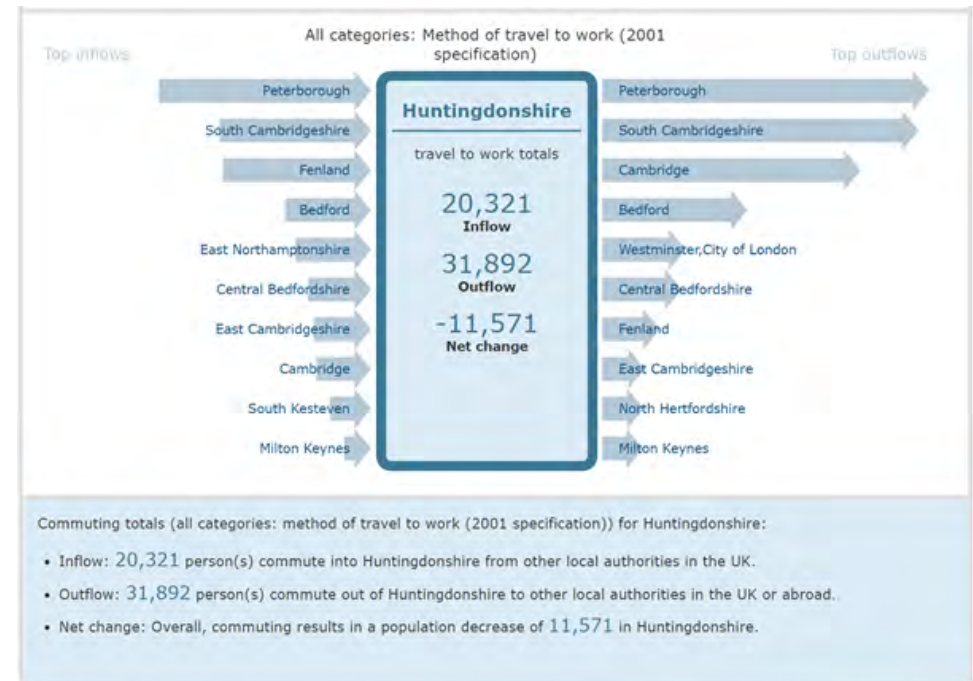 All categories: Method of travel to work (2001
specification)
Top inflows
Top outflows
Peterborough
South Cambridgeshire
Fenland
Bedford
East Northamptonshire
Central Bedfordshire
East Cambridgeshire
Cambridge
South Kesteven
Milton Keynes
Huntingdonshire
travel to work totals
20,321
Inflow
31,892
Outflow
-11,571
Net change
Peterborough
South Cambridgeshire
Cambridge
Bedford
Westminster,City of London
Central Bedfordshire
Fenland
East Cambridgeshire
North Hertfordshire
Milton Keynes
Commuting totals (all categories: method of travel to work (2001 specification)) for Huntingdonshire:
• Inflow: 20,321 person(s) commute into Huntingdonshire from other local authorities in the UK.
• Outflow: 31,892 person(s) commute out of Huntingdonshire to other local authorities in the UK or abroad.
• Net change: Overall, commuting results in a population decrease of 11,571 in Huntingdonshire.